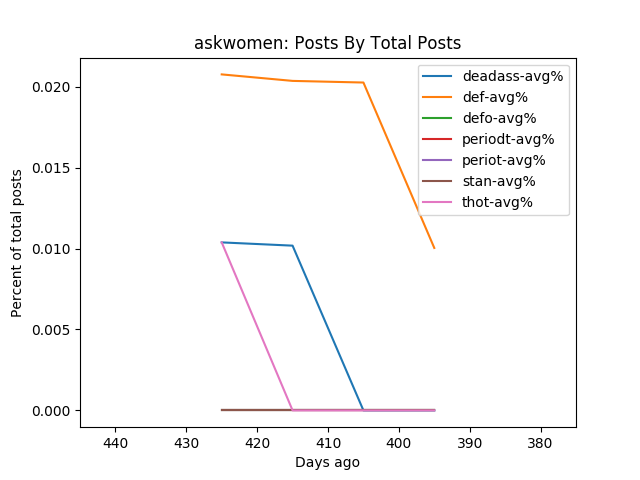 askwomen: Posts By Total Posts
Percent of total posts
0.020
0.015
0.010
0.005
0.000
deadass-avg%
def-avg%
defo-avg%
periodt-avg%
periot-avg%
stan-avg%
thot-avg%
440 430 420 410 400 390 380
Days ago